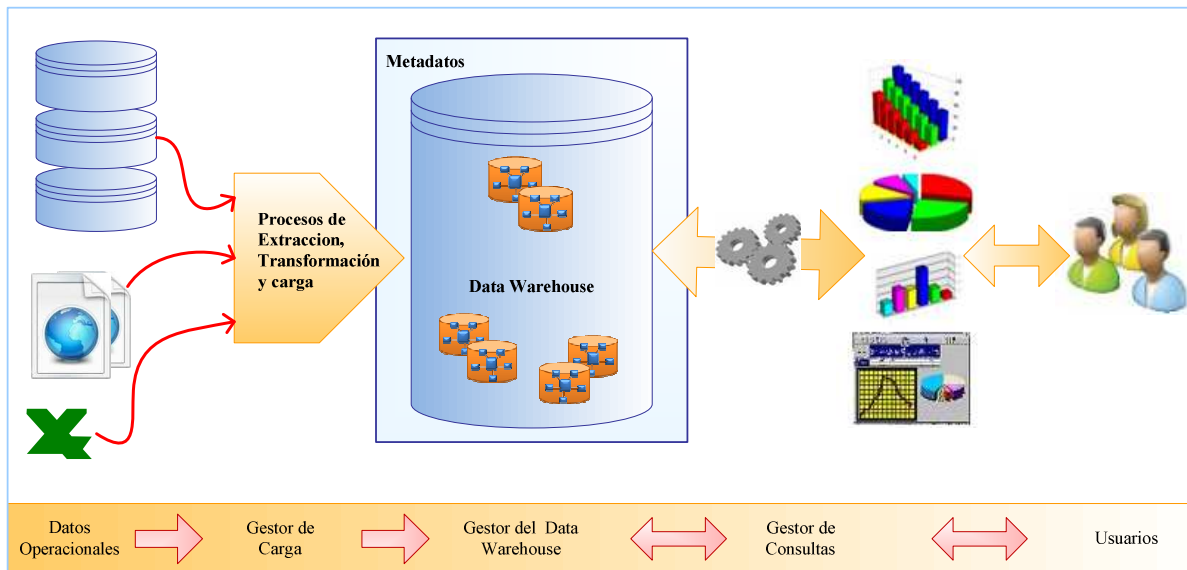 Metadatos
Procesos de
Extraccion,
Transformación
y carga
Data Warehouse
Datos
Operacionales
Gestor de
Carga
Gestor del Data
Warehouse
Gestor de
Consultas
Usuarios